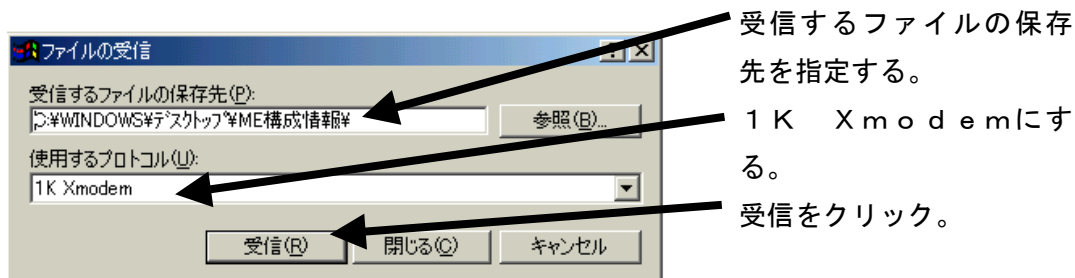 ファイルの受信
受信するファイルの保存先(P):
C:¥WINDOWS¥デスクトップ¥ME構成情報¥
参照(B)...
使用するプロトコル(U):
1K Xmodem
受信(R)
閉じる(C)
キャンセル
受信するファイルの保存
先を指定する。
１Ｋ　Ｘｍｏｄｅｍにす
る。
受信をクリック。